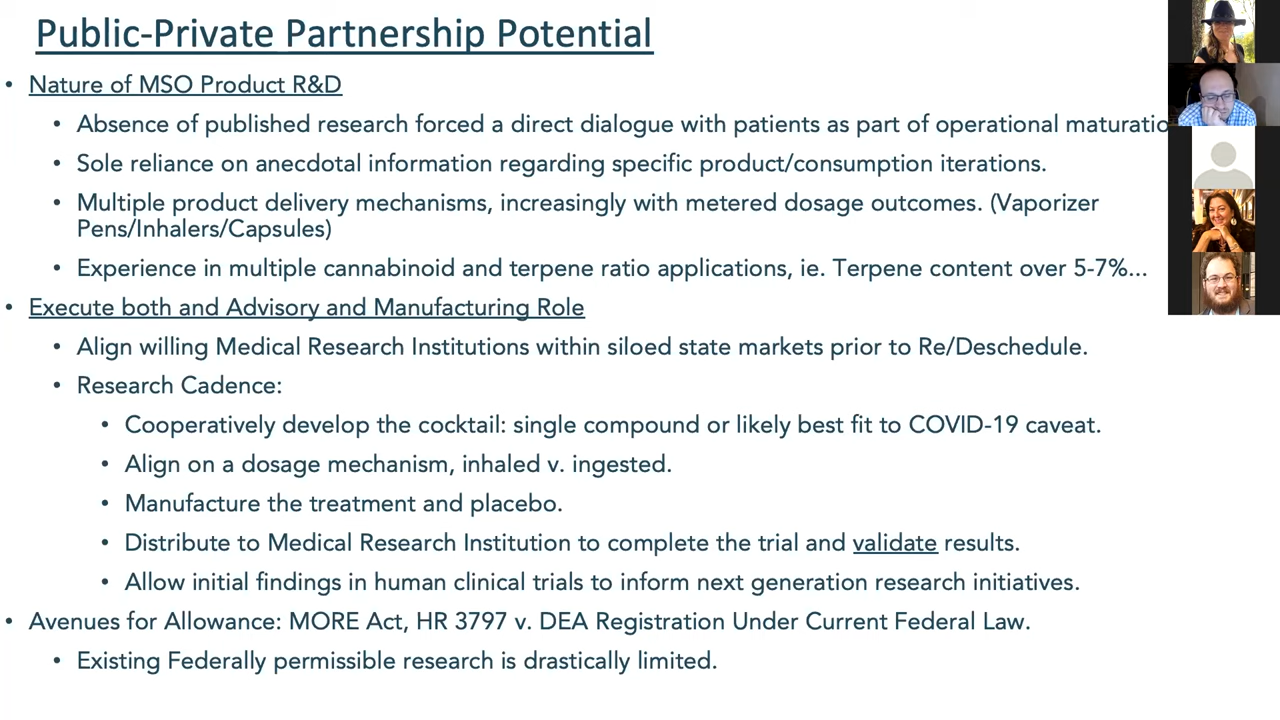 Public-Private Partnership Potential
• Nature of MSO Product R&D
• Absence of published research forced a direct dialogue with patients as part of operational maturatio
• Sole reliance on anecdotal information regarding specific product/consumption iterations.
• Multiple product delivery mechanisms, increasingly with metered dosage outcomes. (Vaporizer
Pens/Inhalers/Capsules)
• Experience in multiple cannabinoid and terpene ratio applications, ie. Terpene content over 5-7%...
• Execute both and Advisory and Manufacturing Role
• Align willing Medical Research Institutions within siloed state markets prior to Re/Deschedule.
• Research Cadence:
• Cooperatively develop the cocktail: single compound or likely best fit to COVID-19 caveat.
• Align on a dosage mechanism, inhaled v. ingested.
• Manufacture the treatment and placebo.
• Distribute to Medical Research Institution to complete the trial and validate results.
• Allow initial findings in human clinical trials to inform next generation research initiatives.
• Avenues for Allowance: MORE Act, HR 3797 v. DEA Registration Under Current Federal Law.
• Existing Federally permissible research is drastically limited.